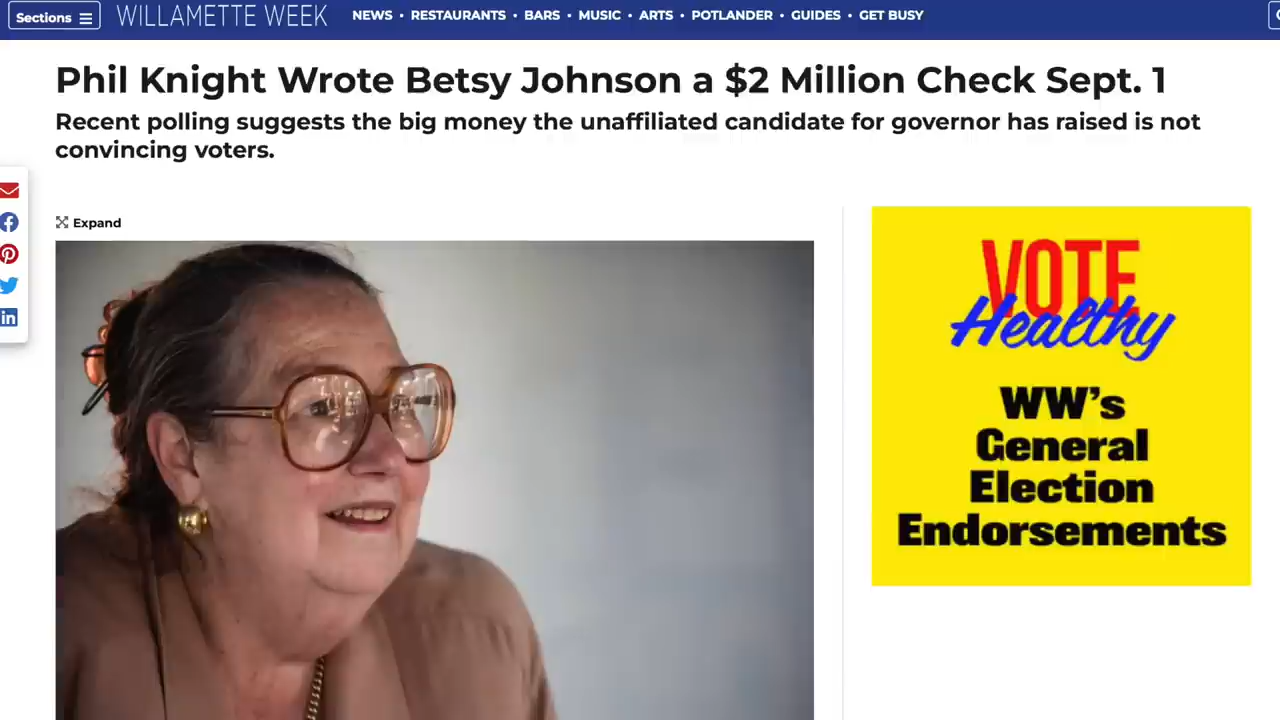 Sections
WILLAMETTE WEEK
NEWS • RESTAURANTS • BARS • MUSIC • ARTS • POTLANDER • GUIDES • GET BUSY
Phil Knight Wrote Betsy Johnson a $2 Million Check Sept. 1
Recent polling suggests the big money the unaffiliated candidate for governor has raised is not
convincing voters.
Expand
VOTE
Healthy
WW’s
General
Election
Endorsements